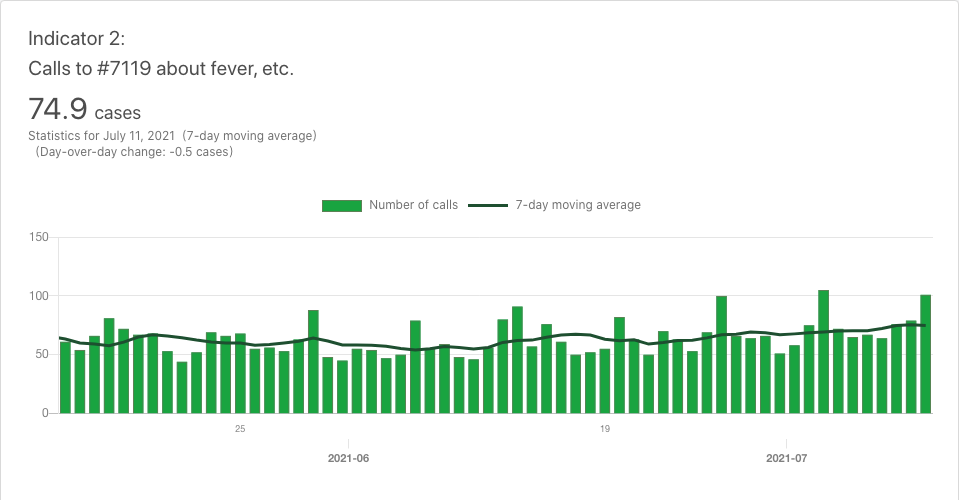 Indicator 2:
Calls to #7119 about fever, etc.
74.9 cases
Statistics for July 11, 2021 (7-day moving average)
(Day-over-day change: -0.5 cases)
Number of calls 7-day moving average
150
100
50
0
25 19
2021-06 2021-07